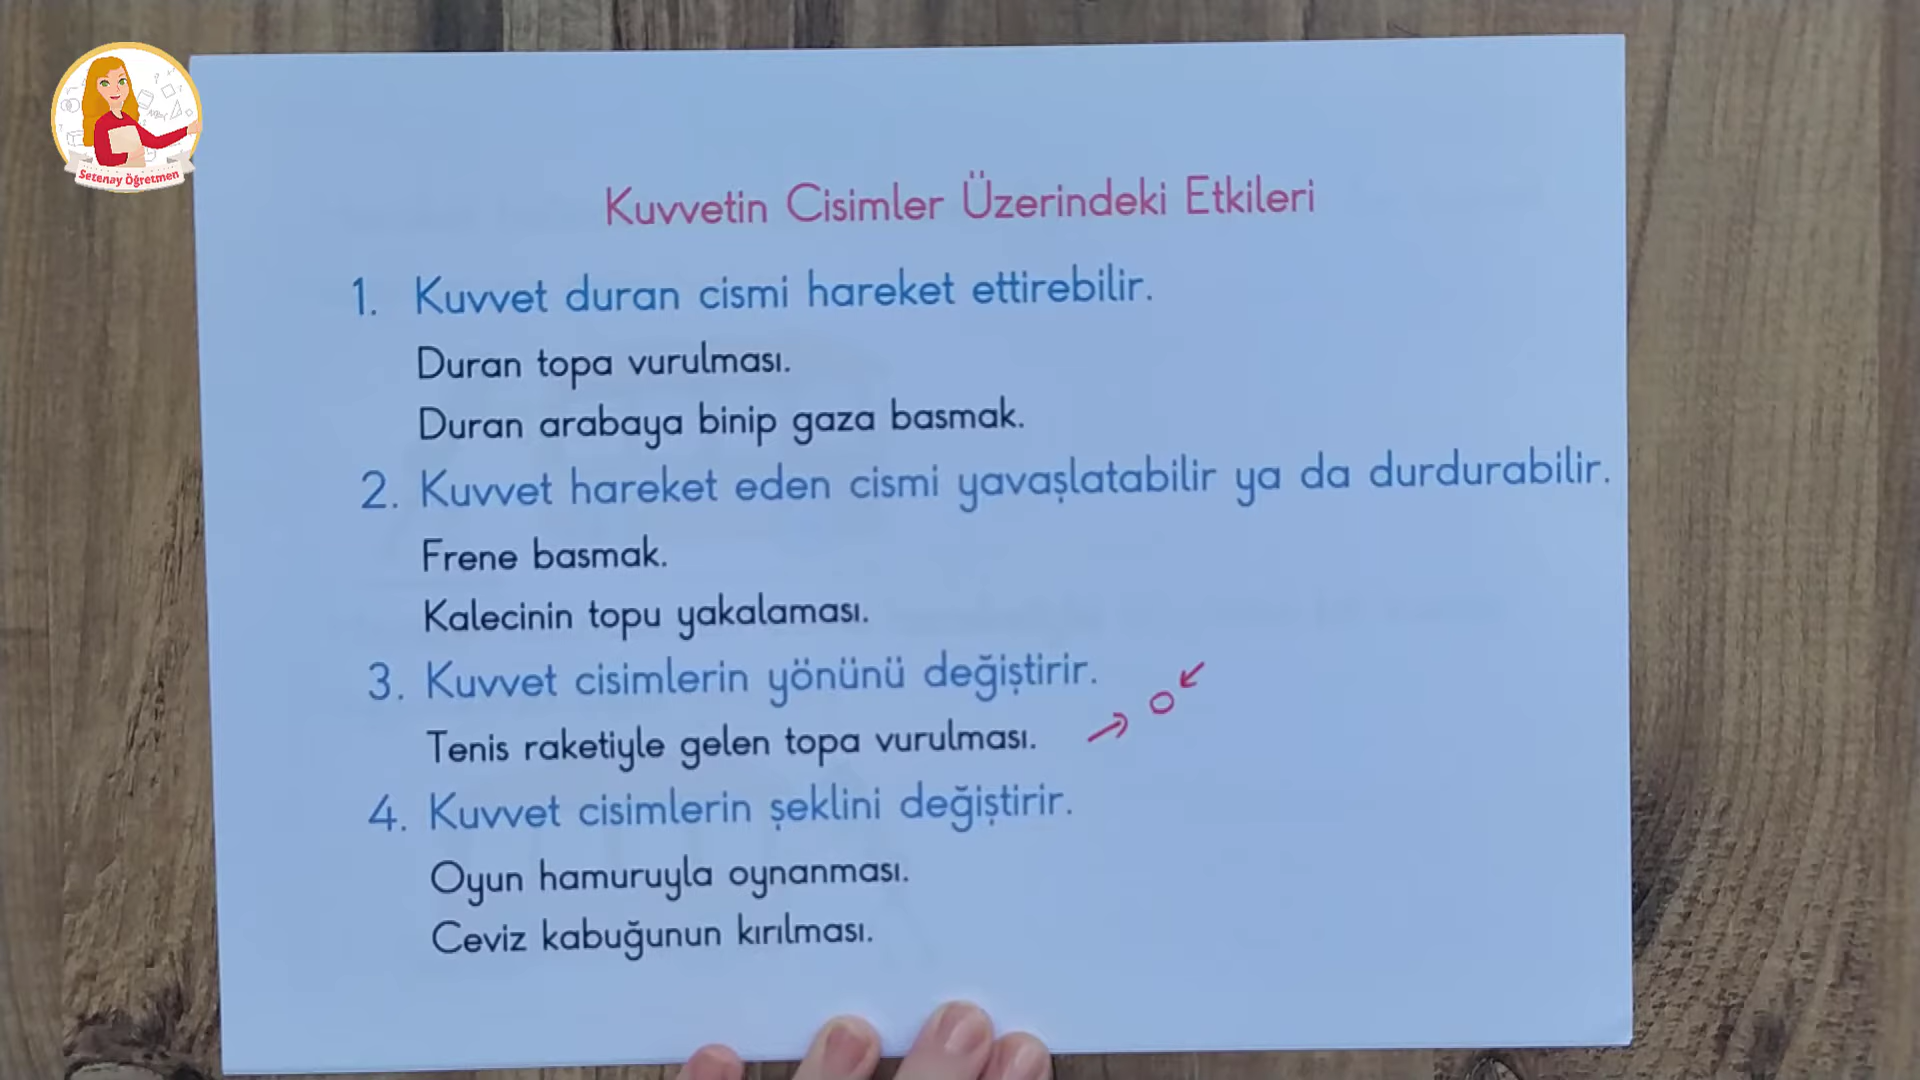 Setenay Öğretmen
Kuvvetin Cisimler Üzerindeki Etkileri
1. Kuvvet duran cismi hareket ettirebilir.
Duran topa vurulması.
Duran arabaya binip gaza basmak.
2. Kuvvet hareket eden cismi yavaşlatabilir ya da durdurabilir.
Frene basmak.
Kalecinin topu yakalaması.
3. Kuvvet cisimlerin yönünü değiştirir.
Tenis raketiyle gelen topa vurulması.
4. Kuvvet cisimlerin şeklini değiştirir.
Oyun hamuruyla oynanması.
Ceviz kabuğunun kırılması.